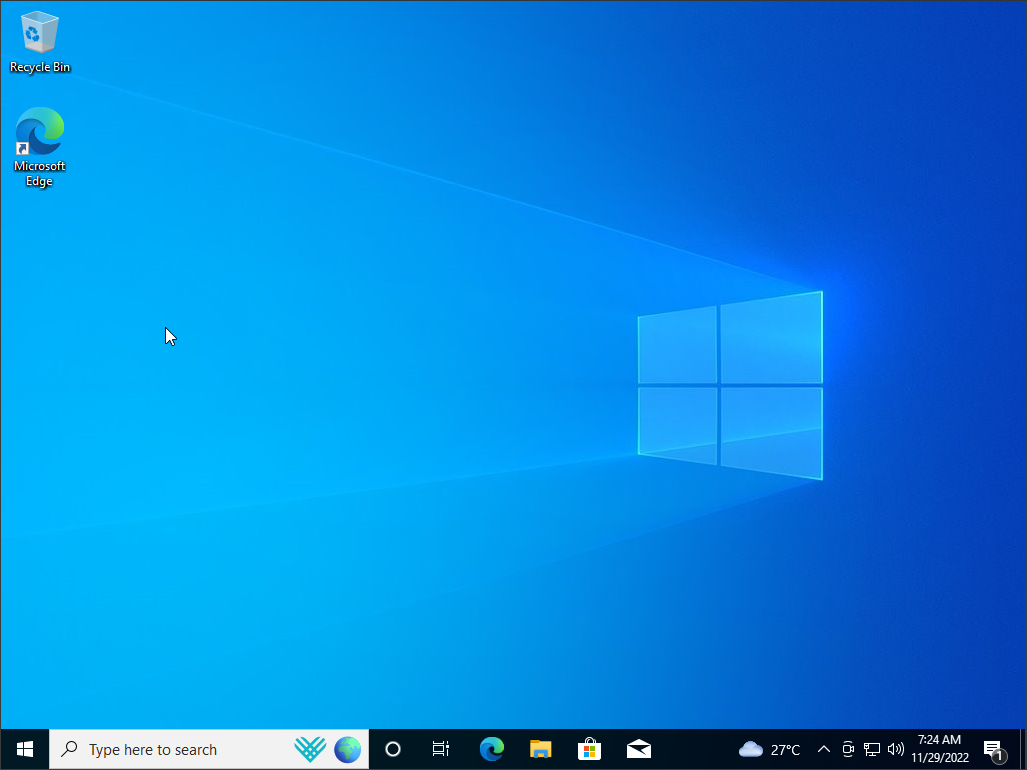 Recycle Bin
Microsoft
Edge
Type here to search
27°C
7:24 AM
11/29/2022
1